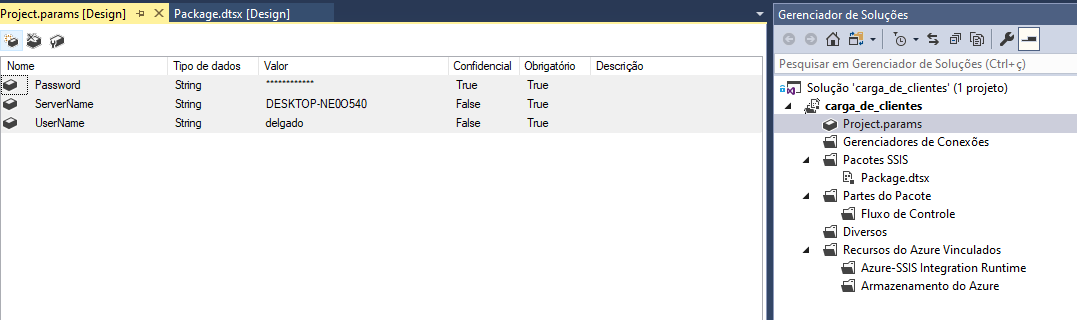 Project.params [Design]
Package.dtsx [Design]
Nome Tipo de dados Valor Confidencial Obrigatório Descrição
Password String ************ True True
ServerName String DESKTOP-NE0O540 False True
UserName String delgado False True
Gerenciador de Soluções
Pesquisar em Gerenciador de Soluções (Ctrl+ç)
Solução 'carga_de_clientes' (1 projeto)
carga_de_clientes
Project.params
Gerenciadores de Conexões
Pacotes SSIS
Package.dtsx
Partes do Pacote
Fluxo de Controle
Diversos
Recursos do Azure Vinculados
Azure-SSIS Integration Runtime
Armazenamento do Azure